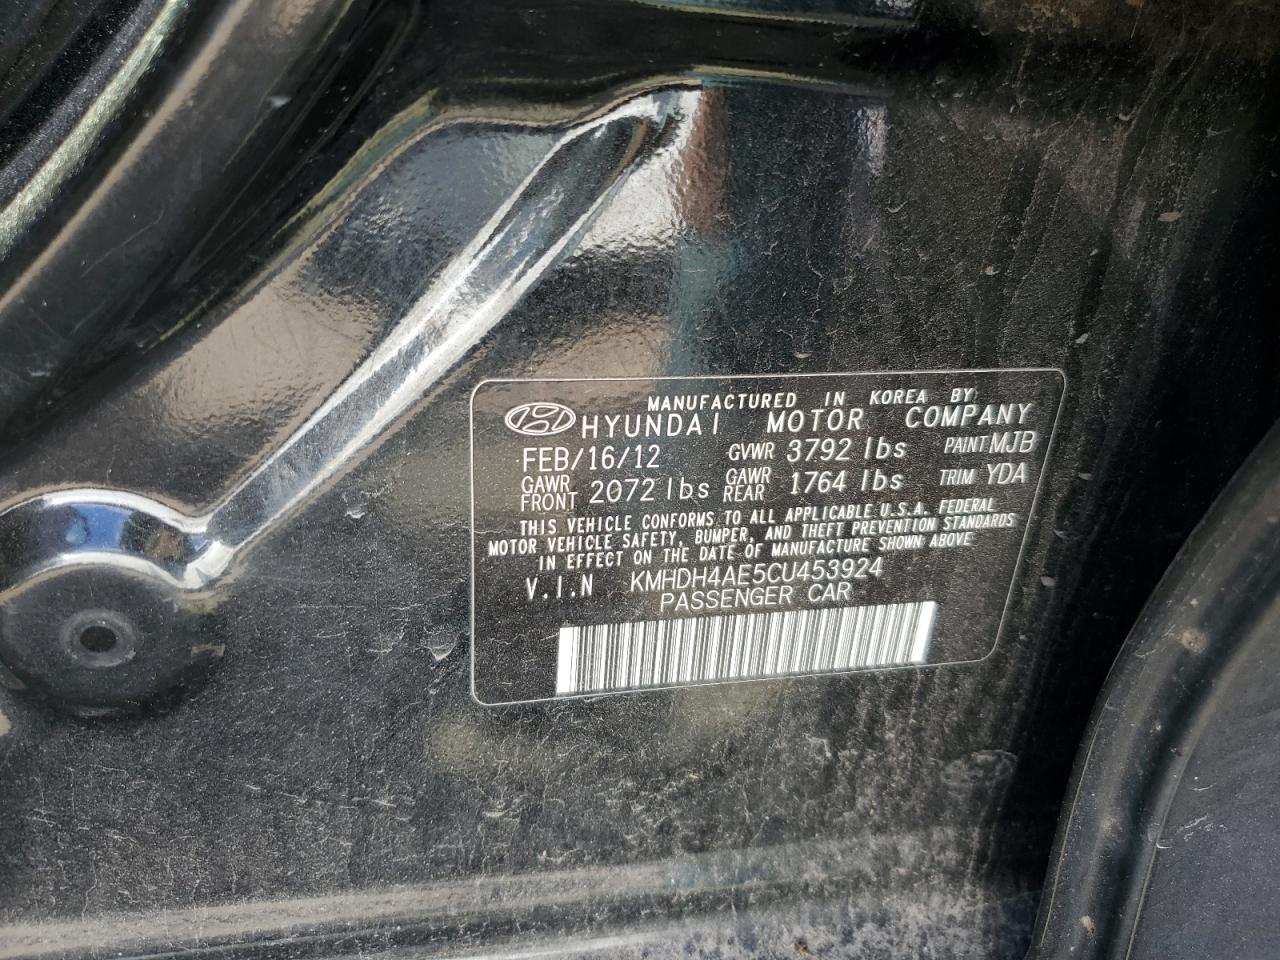 MANUFACTURED IN KOREA BY
HYUNDAI MOTOR COMPANY
FEB/16/12 GVWR 3792 lbs PAINT MJB
GAWR FRONT 2072 lbs GAWR REAR 1764 lbs TRIM YDA
THIS VEHICLE CONFORMS TO ALL APPLICABLE U.S.A. FEDERAL
MOTOR VEHICLE SAFETY, BUMPER, AND THEFT PREVENTION STANDARDS
IN EFFECT ON THE DATE OF MANUFACTURE SHOWN ABOVE
V.I.N KMHDH4AE5CU453924
PASSENGER CAR